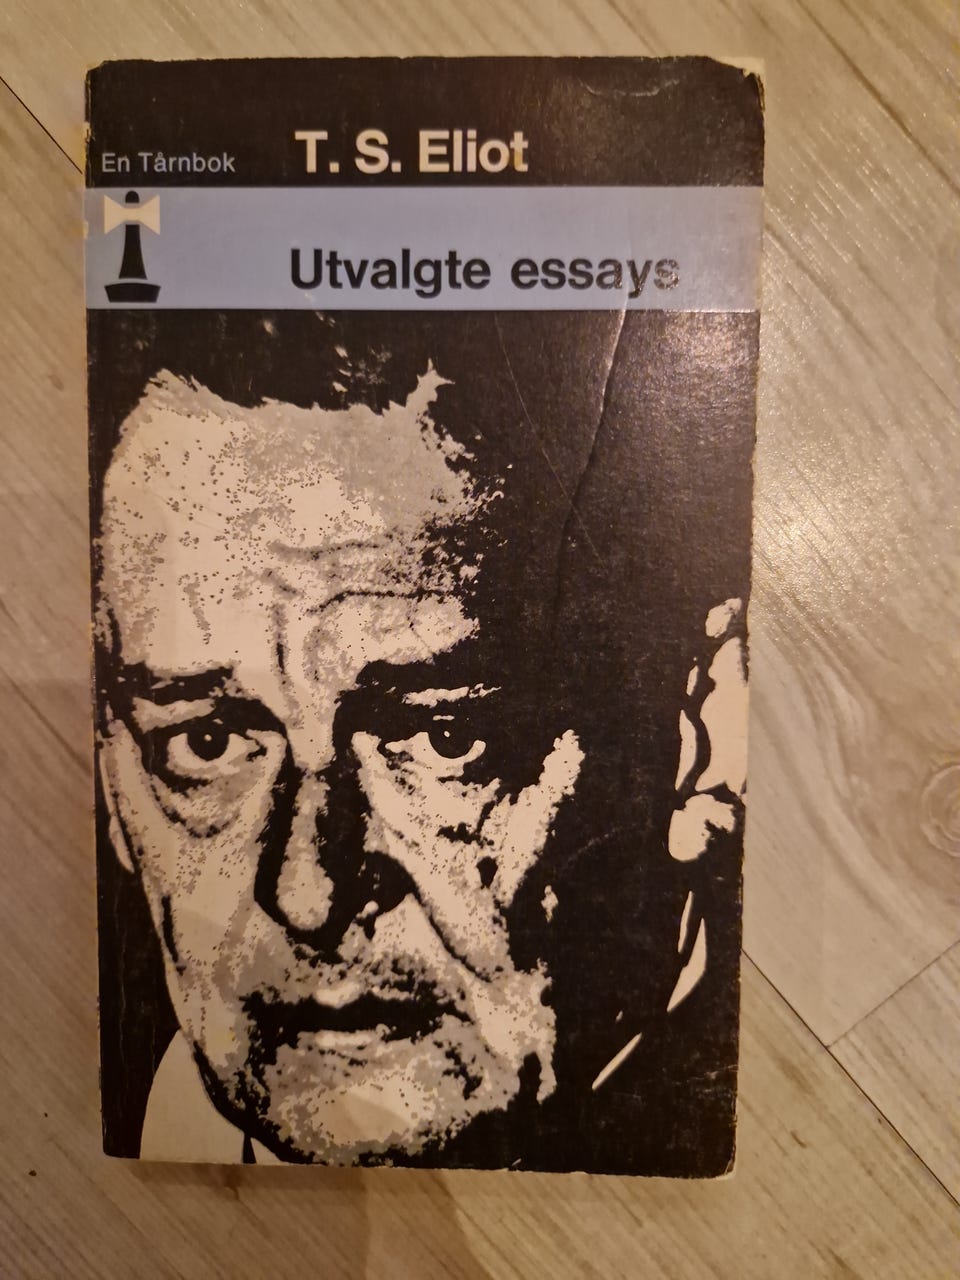 En Tårnbok
T. S. Eliot
Utvalgte essays